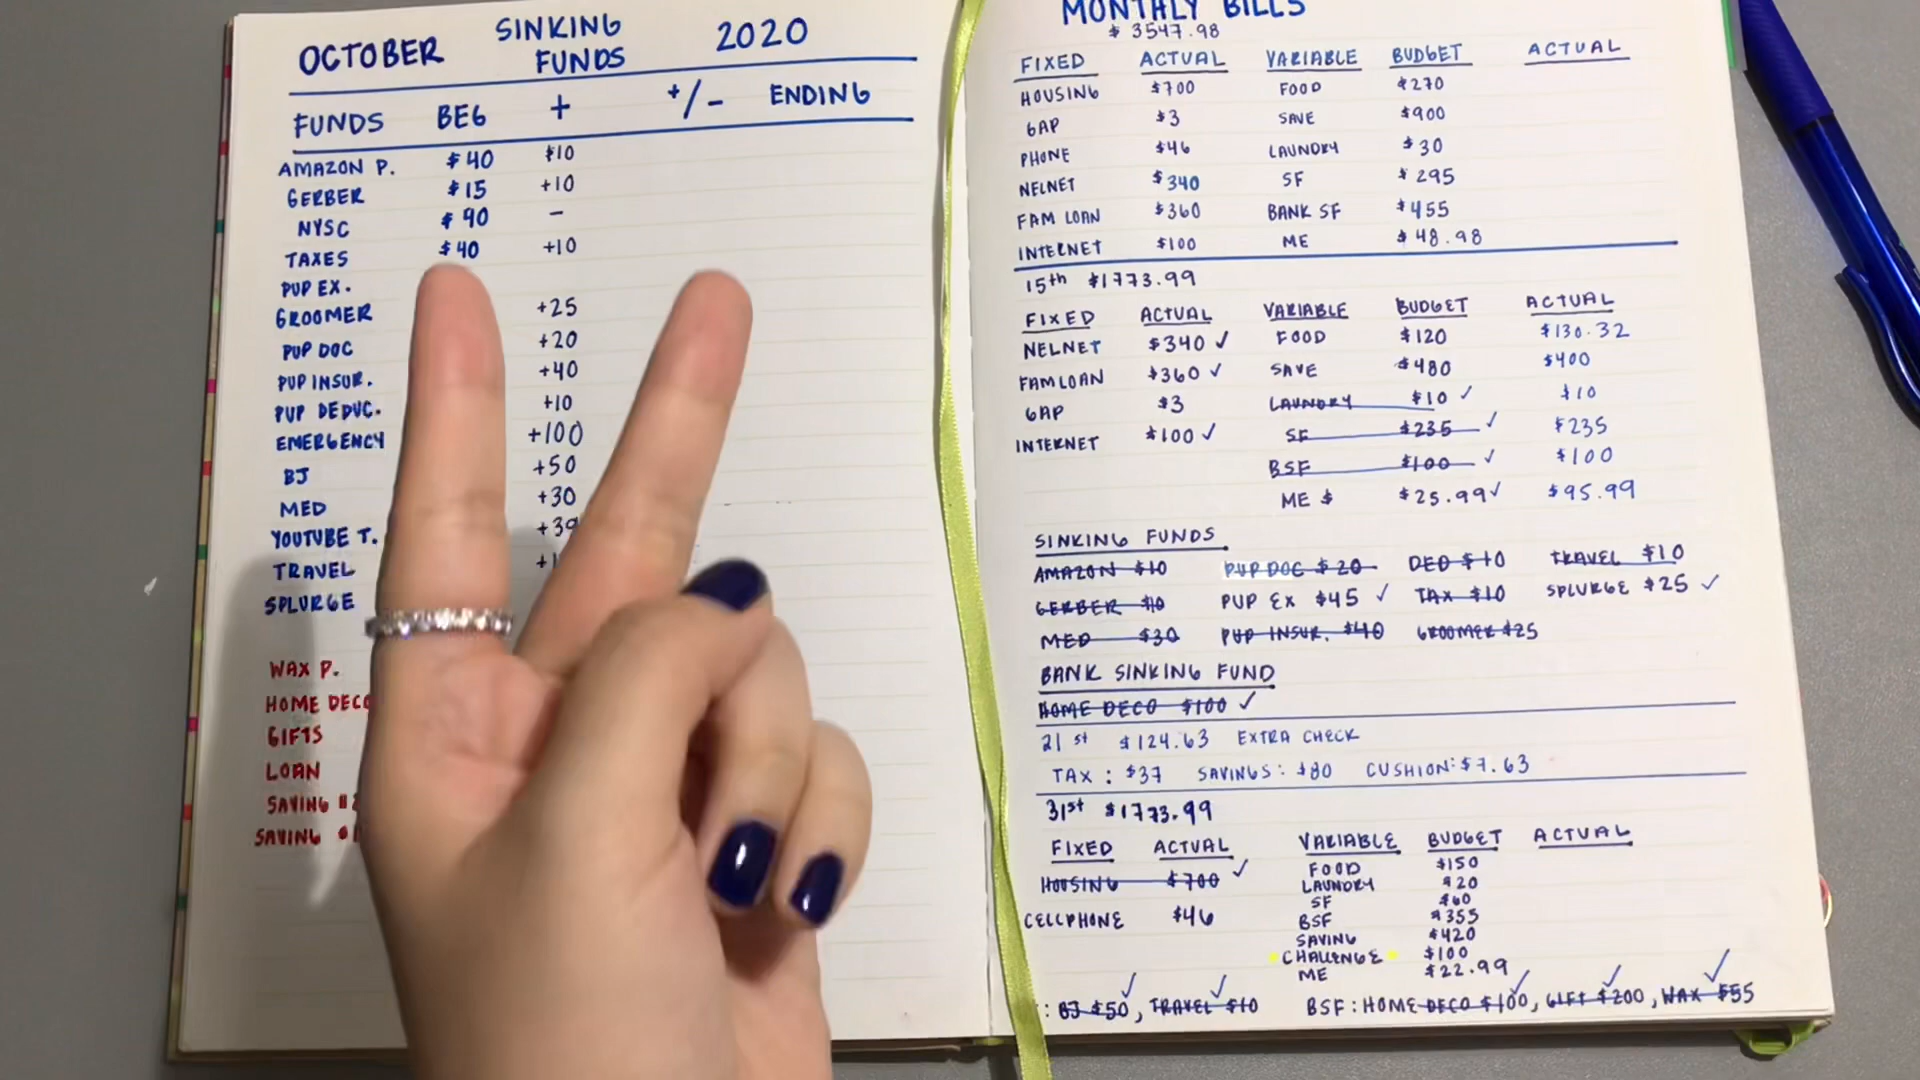 OCTOBER SINKING FUNDS 2020
FUNDS BEG + +/- ENDING
AMAZON P. $40 $10
GERBER $15 +10
NYSC $90 -
TAXES $40 +10
PUP EX.
GROOMER +25
PUP DOC +20
PUP INSUR. +40
PUP DEDUC. +10
EMERGENCY +100
BJ +50
MED +30
YOUTUBE T. +39
TRAVEL
SPLURGE
WAX P.
HOME DECO
GIFTS
LOAN
SAVING
SAVING
MONTHLY BILLS
$3547.98
FIXED ACTUAL VARIABLE BUDGET ACTUAL
HOUSING $700 FOOD $270
GAP $3 SAVE $900
PHONE $46 LAUNDRY $30
NELNET $340 SF $295
FAM LOAN $360 BANK SF $455
INTERNET $100 ME $48.98
15th $1773.99
FIXED ACTUAL VARIABLE BUDGET ACTUAL
NELNET $340 ✓ FOOD $120 $130.32
FAM LOAN $360 ✓ SAVE $480 $400
GAP $3 LAUNDRY $10 ✓ $10
INTERNET $100 ✓ SF $235 ✓ $235
BSF $100 ✓ $100
ME $ $25.99 ✓ $95.99
SINKING FUNDS
AMAZON $10 PUP DOC $20 DED $10 TRAVEL $10
GERBER $10 PUP EX $45 ✓ TAX $10 SPLURGE $25 ✓
MED $30 PUP INSUR. $40 GROOMER $25
BANK SINKING FUND
HOME DECO $100 ✓
21st $124.63 EXTRA CHECK
TAX: $37 SAVINGS: $80 CUSHION: $7.63
31st $1773.99
FIXED ACTUAL VARIABLE BUDGET ACTUAL
HOUSING $700 ✓ FOOD $150
LAUNDRY $20
SF $60
CELLPHONE $46 BSF $355
SAVING $420
CHALLENGE $100
ME $22.99
: BJ $50, TRAVEL $10 BSF: HOME DECO $100, GIFT $200, WAX $55